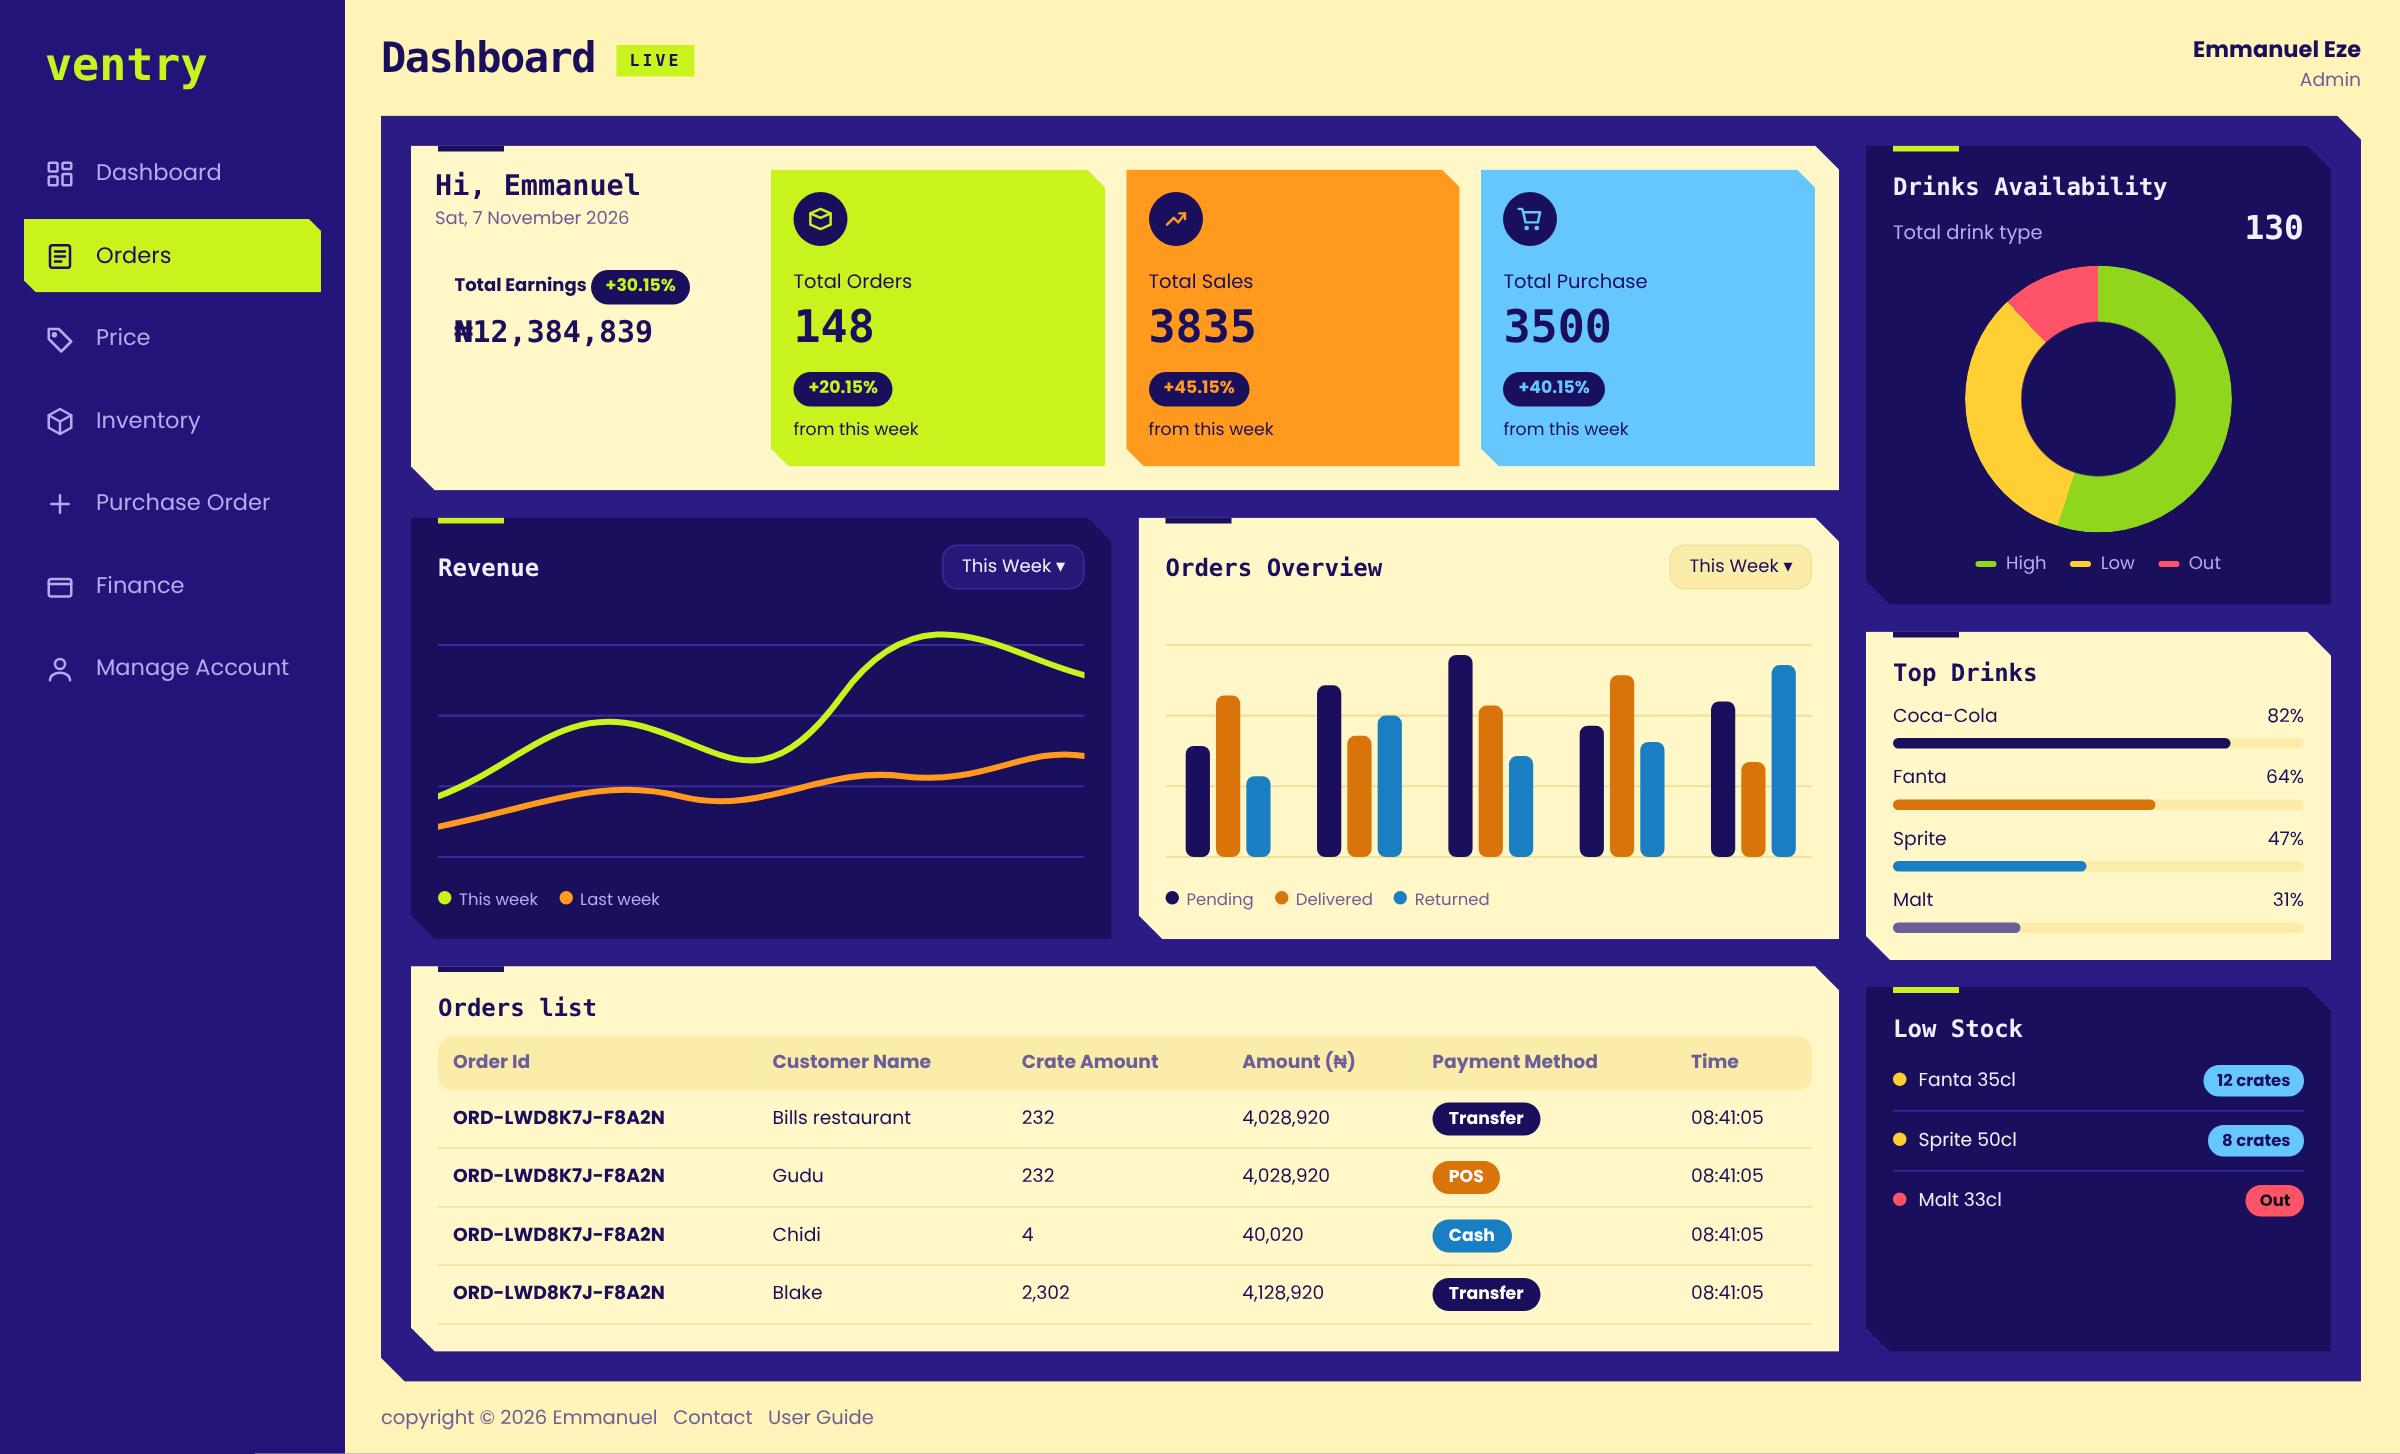 ventry
Dashboard
Orders
Price
Inventory
Purchase Order
Finance
Manage Account
Dashboard LIVE
Emmanuel Eze
Admin
Hi, Emmanuel
Sat, 7 November 2026
Total Earnings +30.15%
₦12,384,839
Total Orders
148
+20.15%
from this week
Total Sales
3835
+45.15%
from this week
Total Purchase
3500
+40.15%
from this week
Drinks Availability
Total drink type 130
High Low Out
Revenue This Week ▾
This week Last week
Orders Overview This Week ▾
Pending Delivered Returned
Top Drinks
Coca-Cola 82%
Fanta 64%
Sprite 47%
Malt 31%
Orders list
Order Id Customer Name Crate Amount Amount (₦) Payment Method Time
ORD-LWD8K7J-F8A2N Bills restaurant 232 4,028,920 Transfer 08:41:05
ORD-LWD8K7J-F8A2N Gudu 232 4,028,920 POS 08:41:05
ORD-LWD8K7J-F8A2N Chidi 4 40,020 Cash 08:41:05
ORD-LWD8K7J-F8A2N Blake 2,302 4,128,920 Transfer 08:41:05
Low Stock
Fanta 35cl 12 crates
Sprite 50cl 8 crates
Malt 33cl Out
copyright © 2026 Emmanuel Contact User Guide